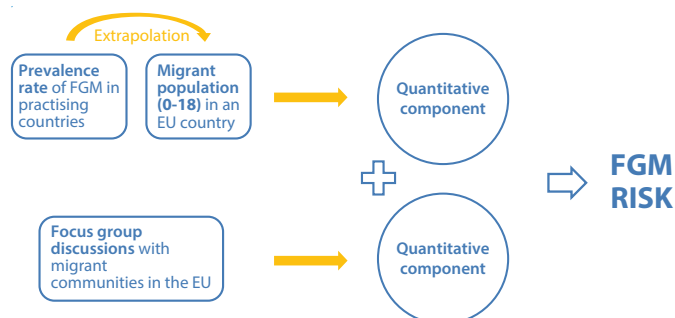 Extrapolation
Prevalence
rate of FGM in
practising
countries
Migrant
population
(0-18) in an
EU country
Quantitative
component
FGM
RISK
Focus group
discussions with
migrant
communities in the EU
Quantitative
component